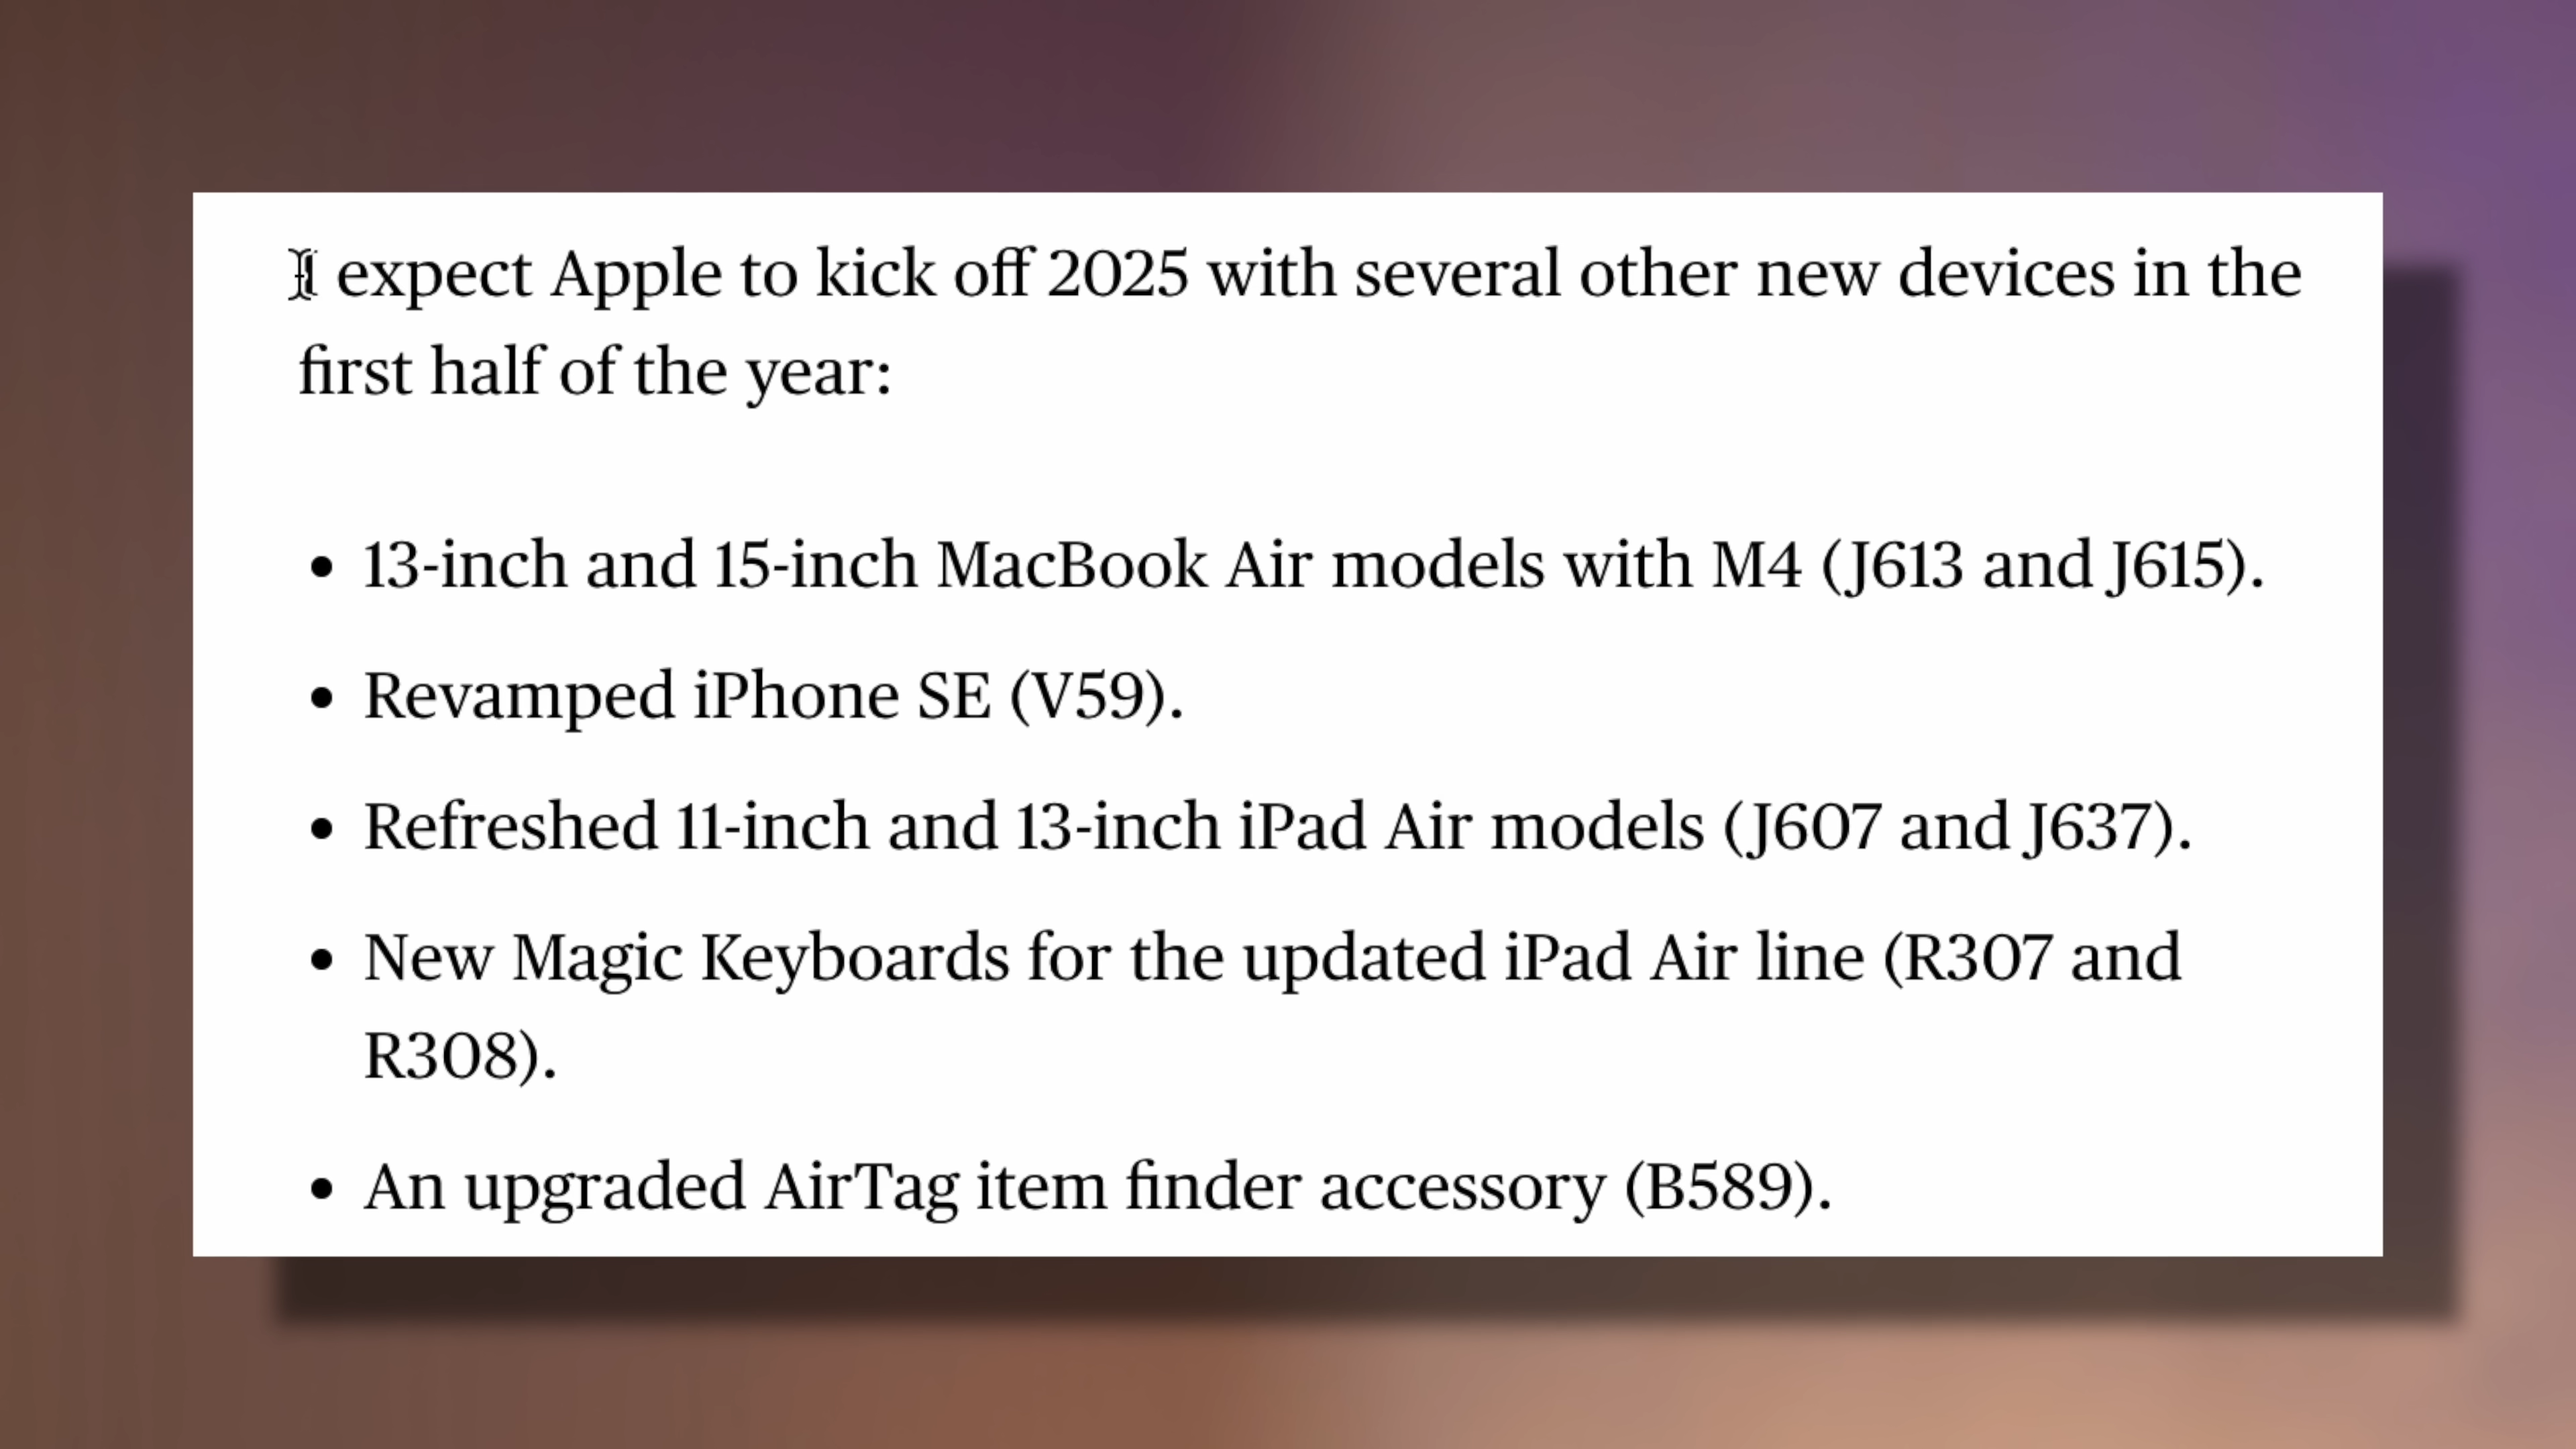 I expect Apple to kick off 2025 with several other new devices in the
first half of the year:
• 13-inch and 15-inch MacBook Air models with M4 (J613 and J615).
• Revamped iPhone SE (V59).
• Refreshed 11-inch and 13-inch iPad Air models (J607 and J637).
• New Magic Keyboards for the updated iPad Air line (R307 and
R308).
• An upgraded AirTag item finder accessory (B589).